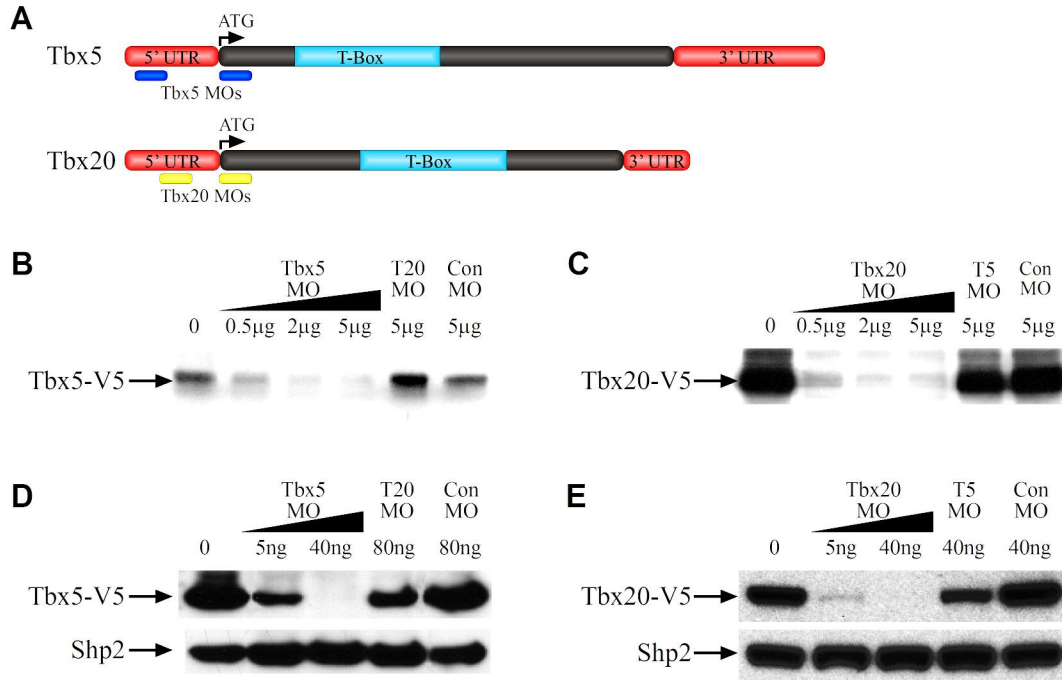 A
ATG
Tbx5
5' UTR
T-Box
3' UTR
Tbx5 MOs
ATG
Tbx20
5' UTR
T-Box
3' UTR
Tbx20 MOs
B
Tbx5
MO
T20
MO
Con
MO
0
0.5µg
2µg
5µg
5µg
5µg
Tbx5-V5
C
Tbx20
MO
T5
MO
Con
MO
0
0.5µg
2µg
5µg
5µg
5µg
Tbx20-V5
D
Tbx5
MO
T20
MO
Con
MO
0
5ng
40ng
80ng
80ng
Tbx5-V5
Shp2
E
Tbx20
MO
T5
MO
Con
MO
0
5ng
40ng
40ng
40ng
Tbx20-V5
Shp2